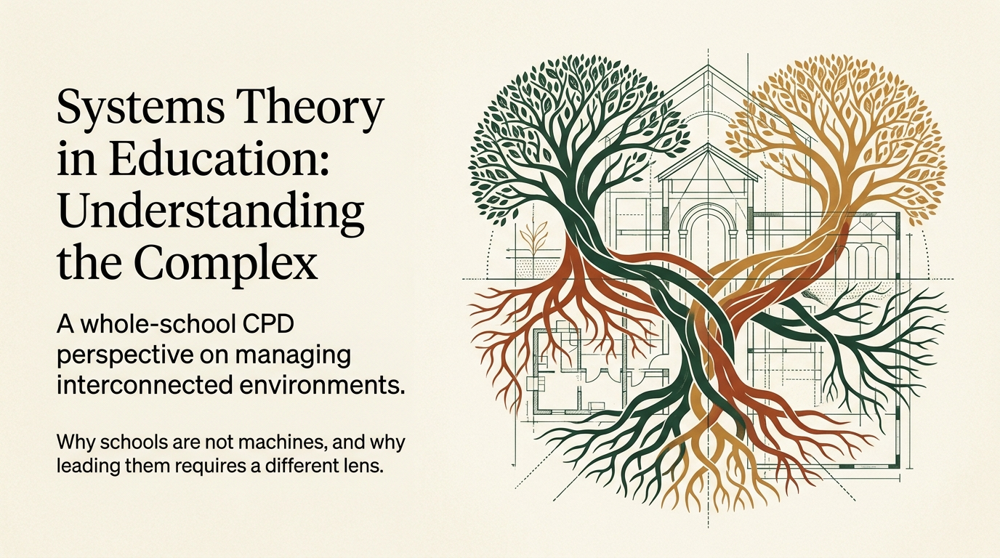 Systems Theory
in Education:
Understanding
the Complex
A whole-school CPD
perspective on managing
interconnected environments.
Why schools are not machines, and why
leading them requires a different lens.